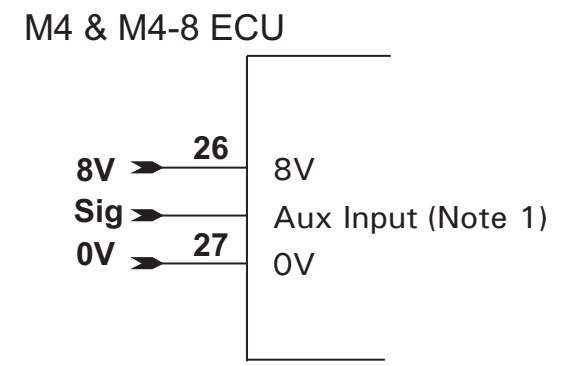 M4 & M4-8 ECU
26
8V 8V
Sig Aux Input (Note 1)
27
0V 0V